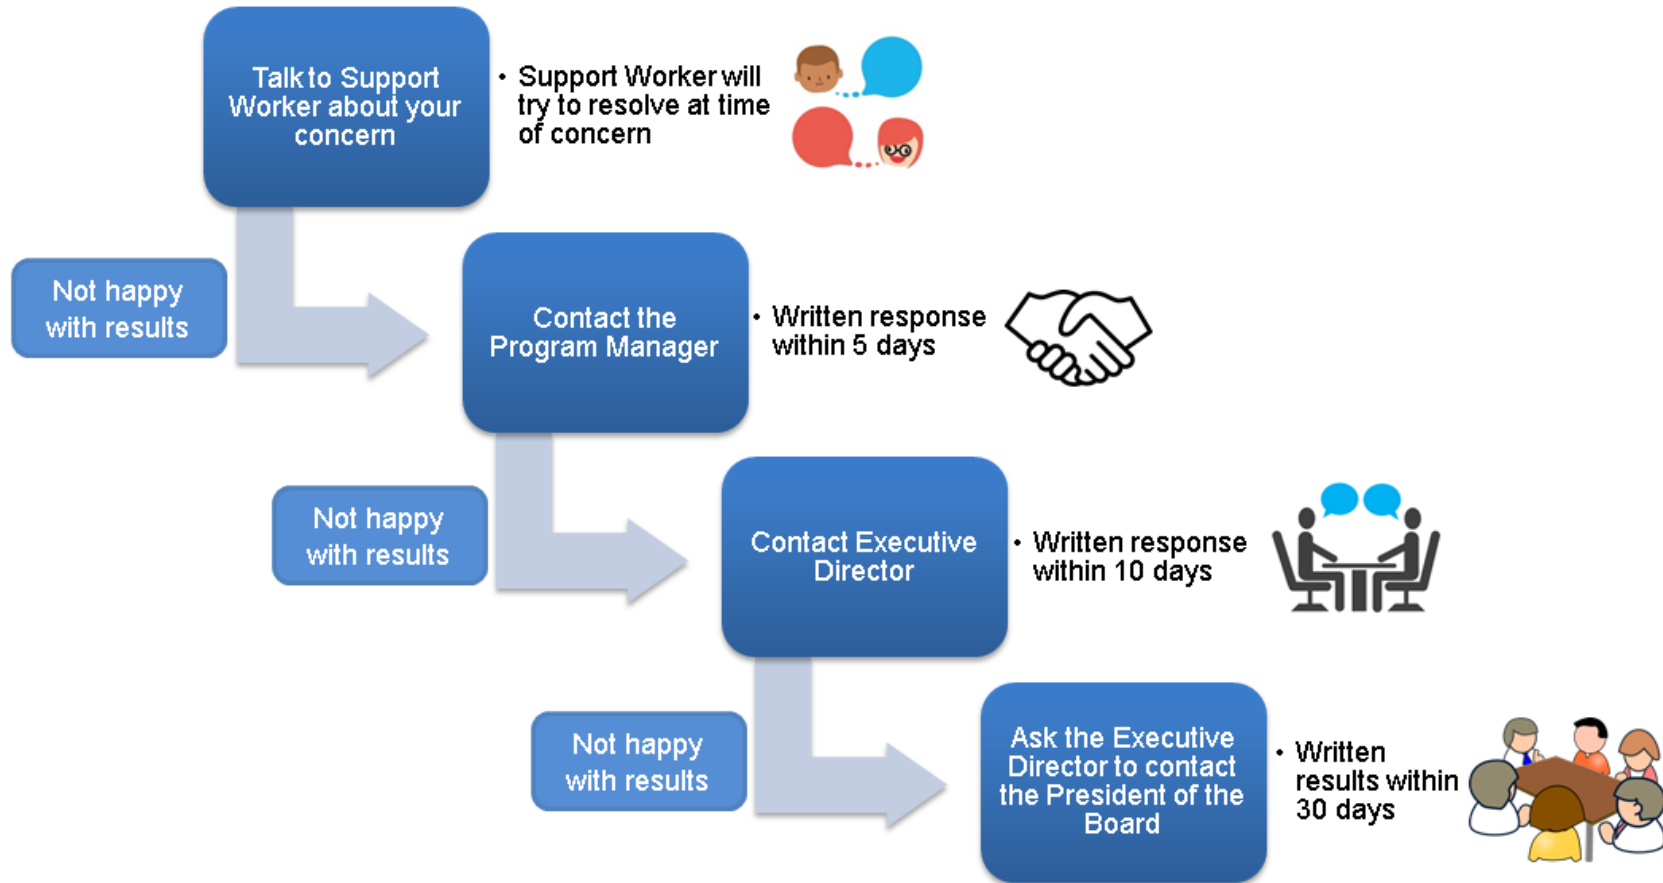 Talk to Support
Worker about your
concern
• Support Worker will
try to resolve at time
of concern
Not happy
with results
Contact the
Program Manager
• Written response
within 5 days
Not happy
with results
Contact Executive
Director
• Written response
within 10 days
Not happy
with results
Ask the Executive
Director to contact
the President of the
Board
• Written
results within
30 days